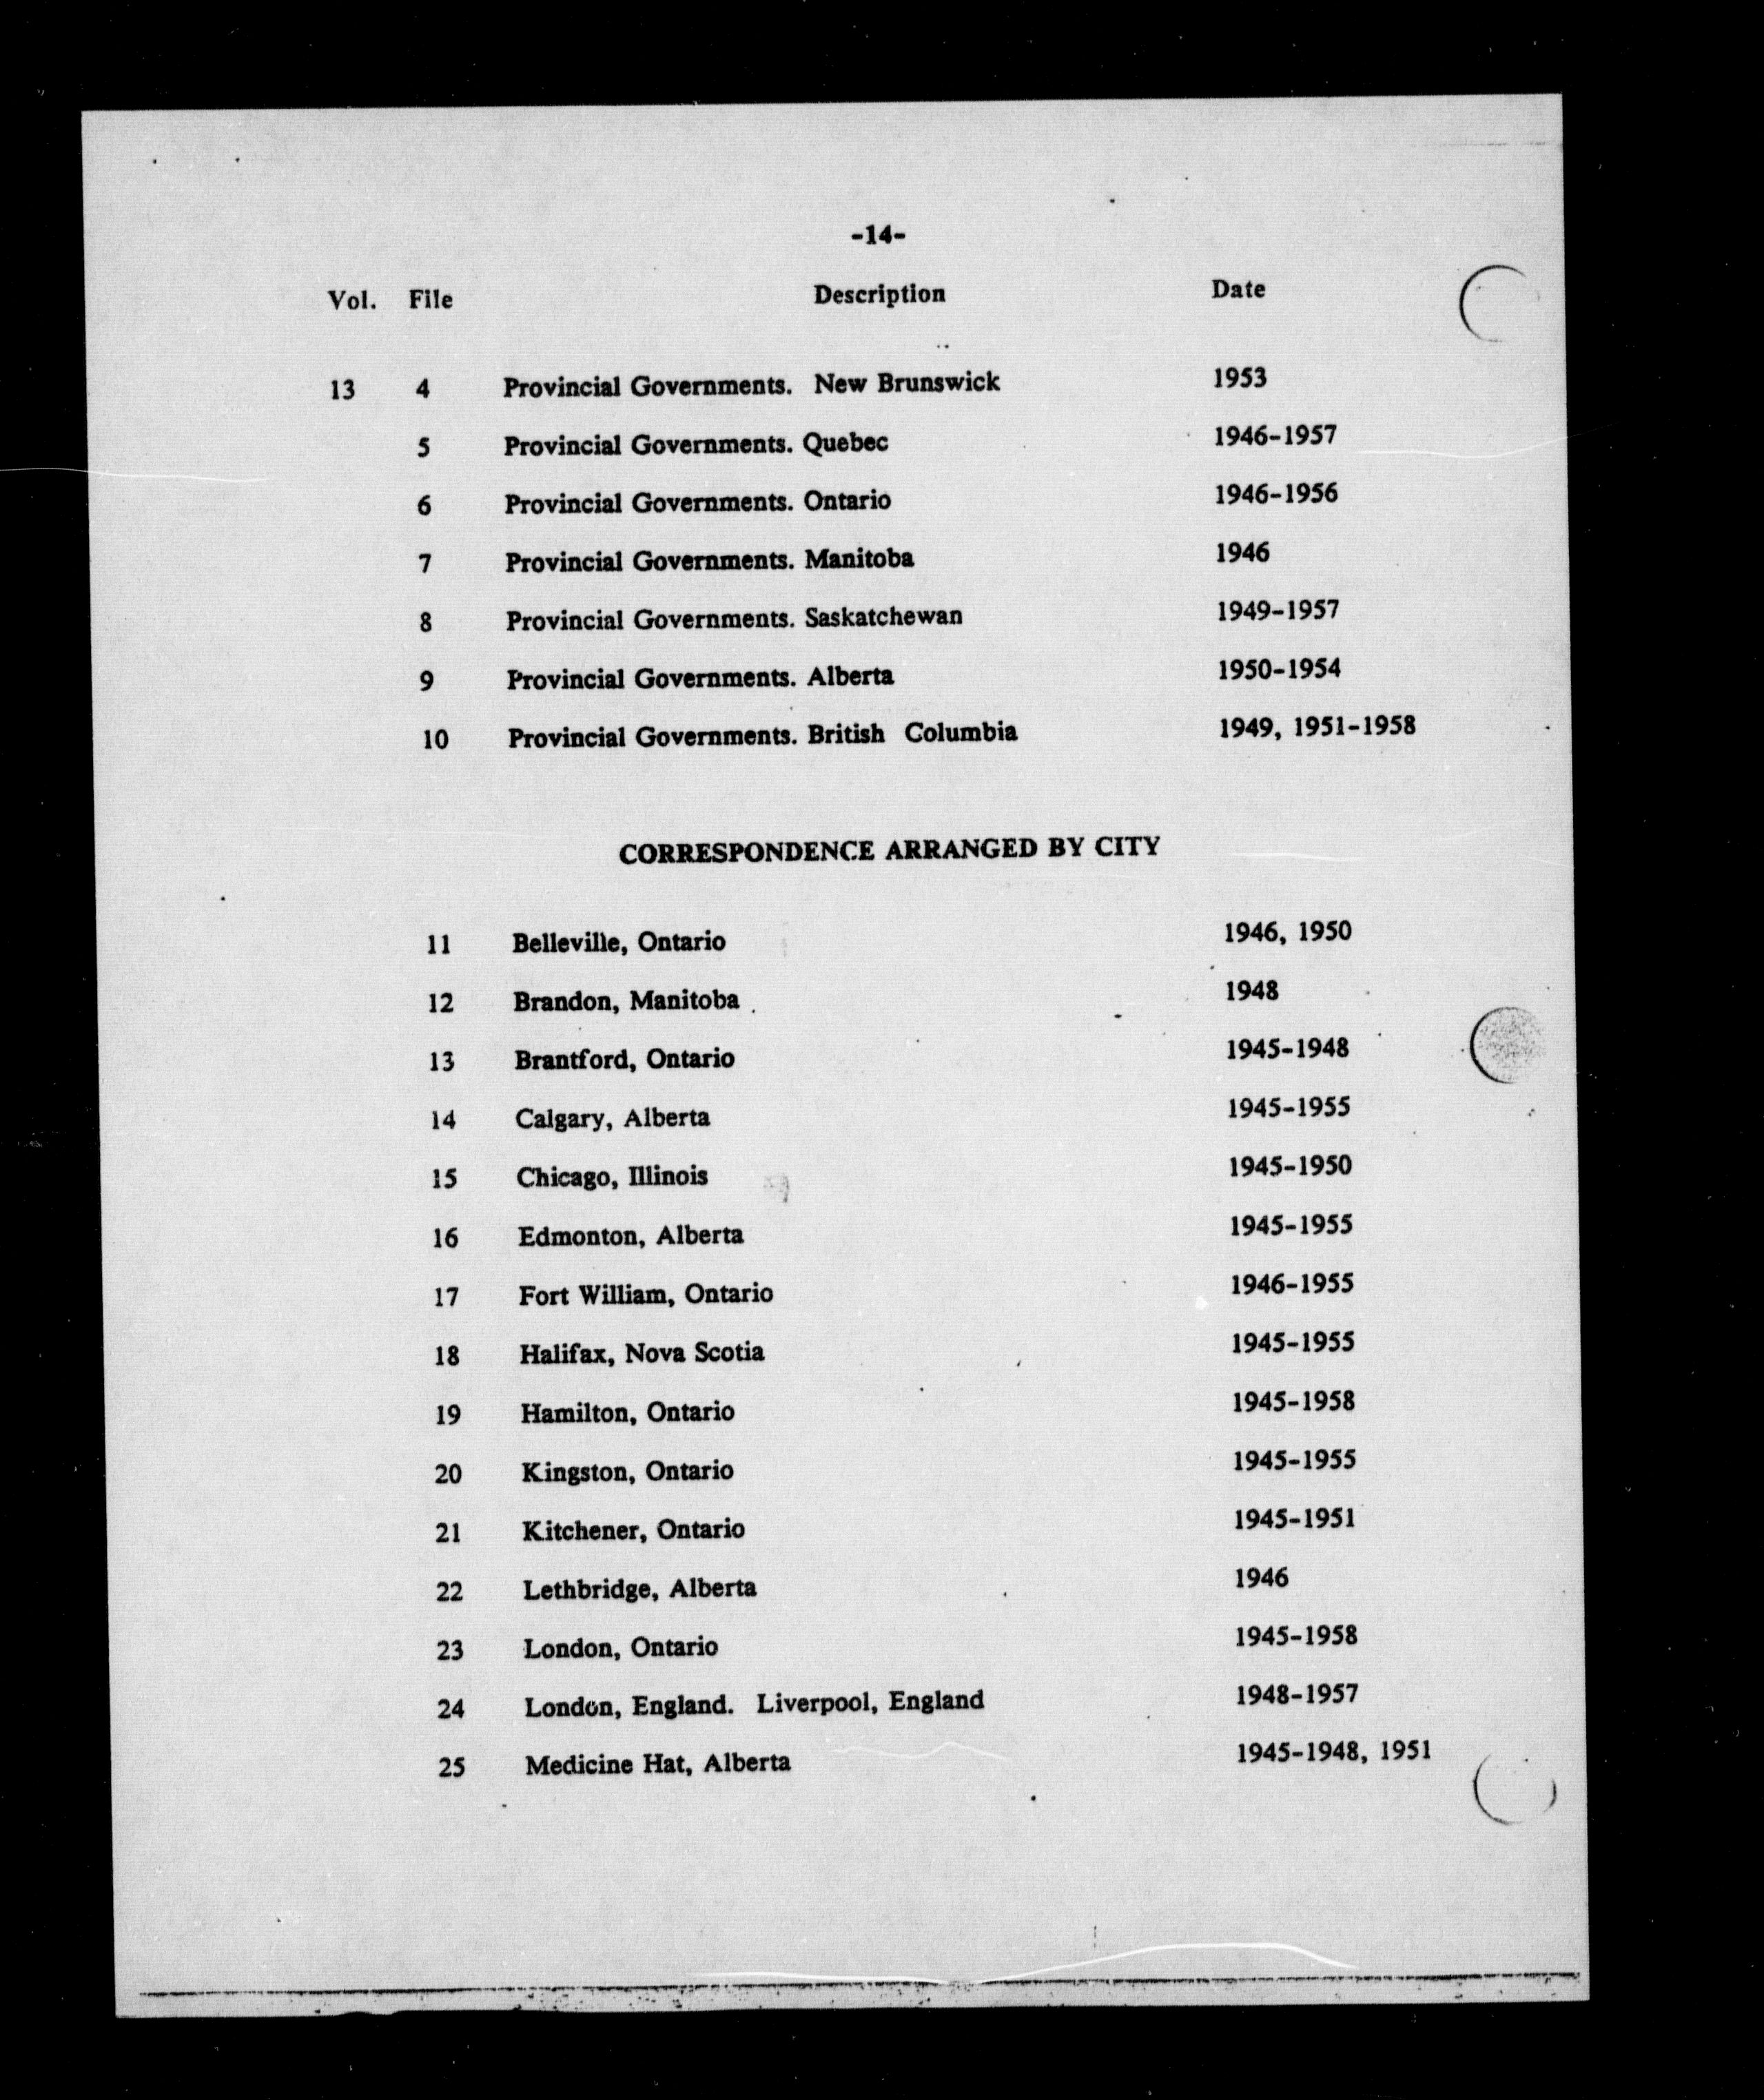 -14-
Vol. File Description Date
13 4 Provincial Governments. New Brunswick 1953
5 Provincial Governments. Quebec 1946-1957
6 Provincial Governments. Ontario 1946-1956
7 Provincial Governments. Manitoba 1946
8 Provincial Governments. Saskatchewan 1949-1957
9 Provincial Governments. Alberta 1950-1954
10 Provincial Governments. British Columbia 1949, 1951-1958
CORRESPONDENCE ARRANGED BY CITY
11 Belleville, Ontario 1946, 1950
12 Brandon, Manitoba 1948
13 Brantford, Ontario 1945-1948
14 Calgary, Alberta 1945-1955
15 Chicago, Illinois 1945-1950
16 Edmonton, Alberta 1945-1955
17 Fort William, Ontario 1946-1955
18 Halifax, Nova Scotia 1945-1955
19 Hamilton, Ontario 1945-1958
20 Kingston, Ontario 1945-1955
21 Kitchener, Ontario 1945-1951
22 Lethbridge, Alberta 1946
23 London, Ontario 1945-1958
24 London, England. Liverpool, England 1948-1957
25 Medicine Hat, Alberta 1945-1948, 1951